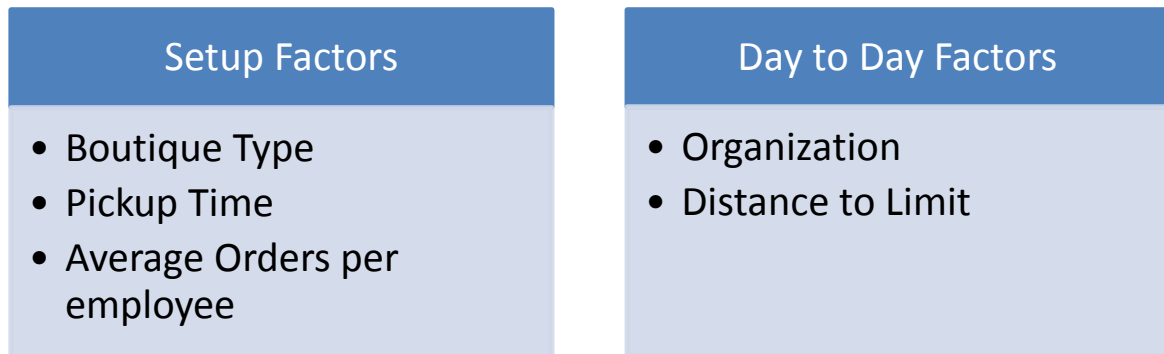 Setup Factors
• Boutique Type
• Pickup Time
• Average Orders per
employee
Day to Day Factors
• Organization
• Distance to Limit